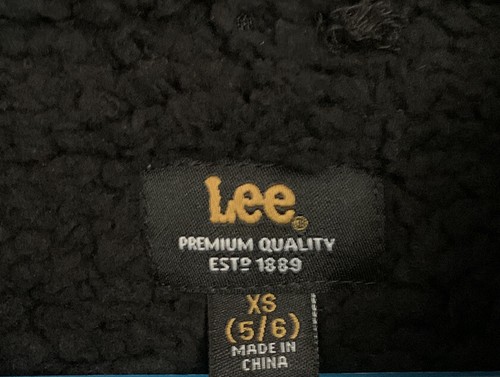 Lee®
PREMIUM QUALITY
ESTD 1889
XS
(5/6)
MADE IN
CHINA